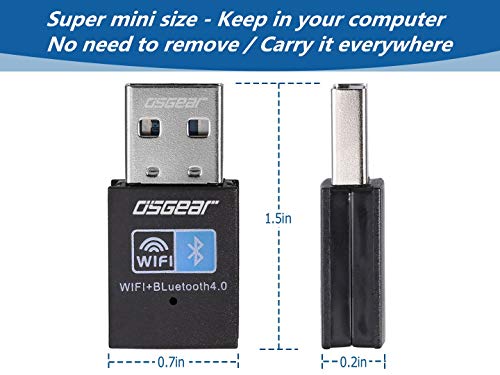 Super mini size - Keep in your computer
No need to remove / Carry it everywhere
OSGEAR
OSGEAR
WIFI
WIFI+BLuetooth4.0
1.5in
0.7in
0.2in